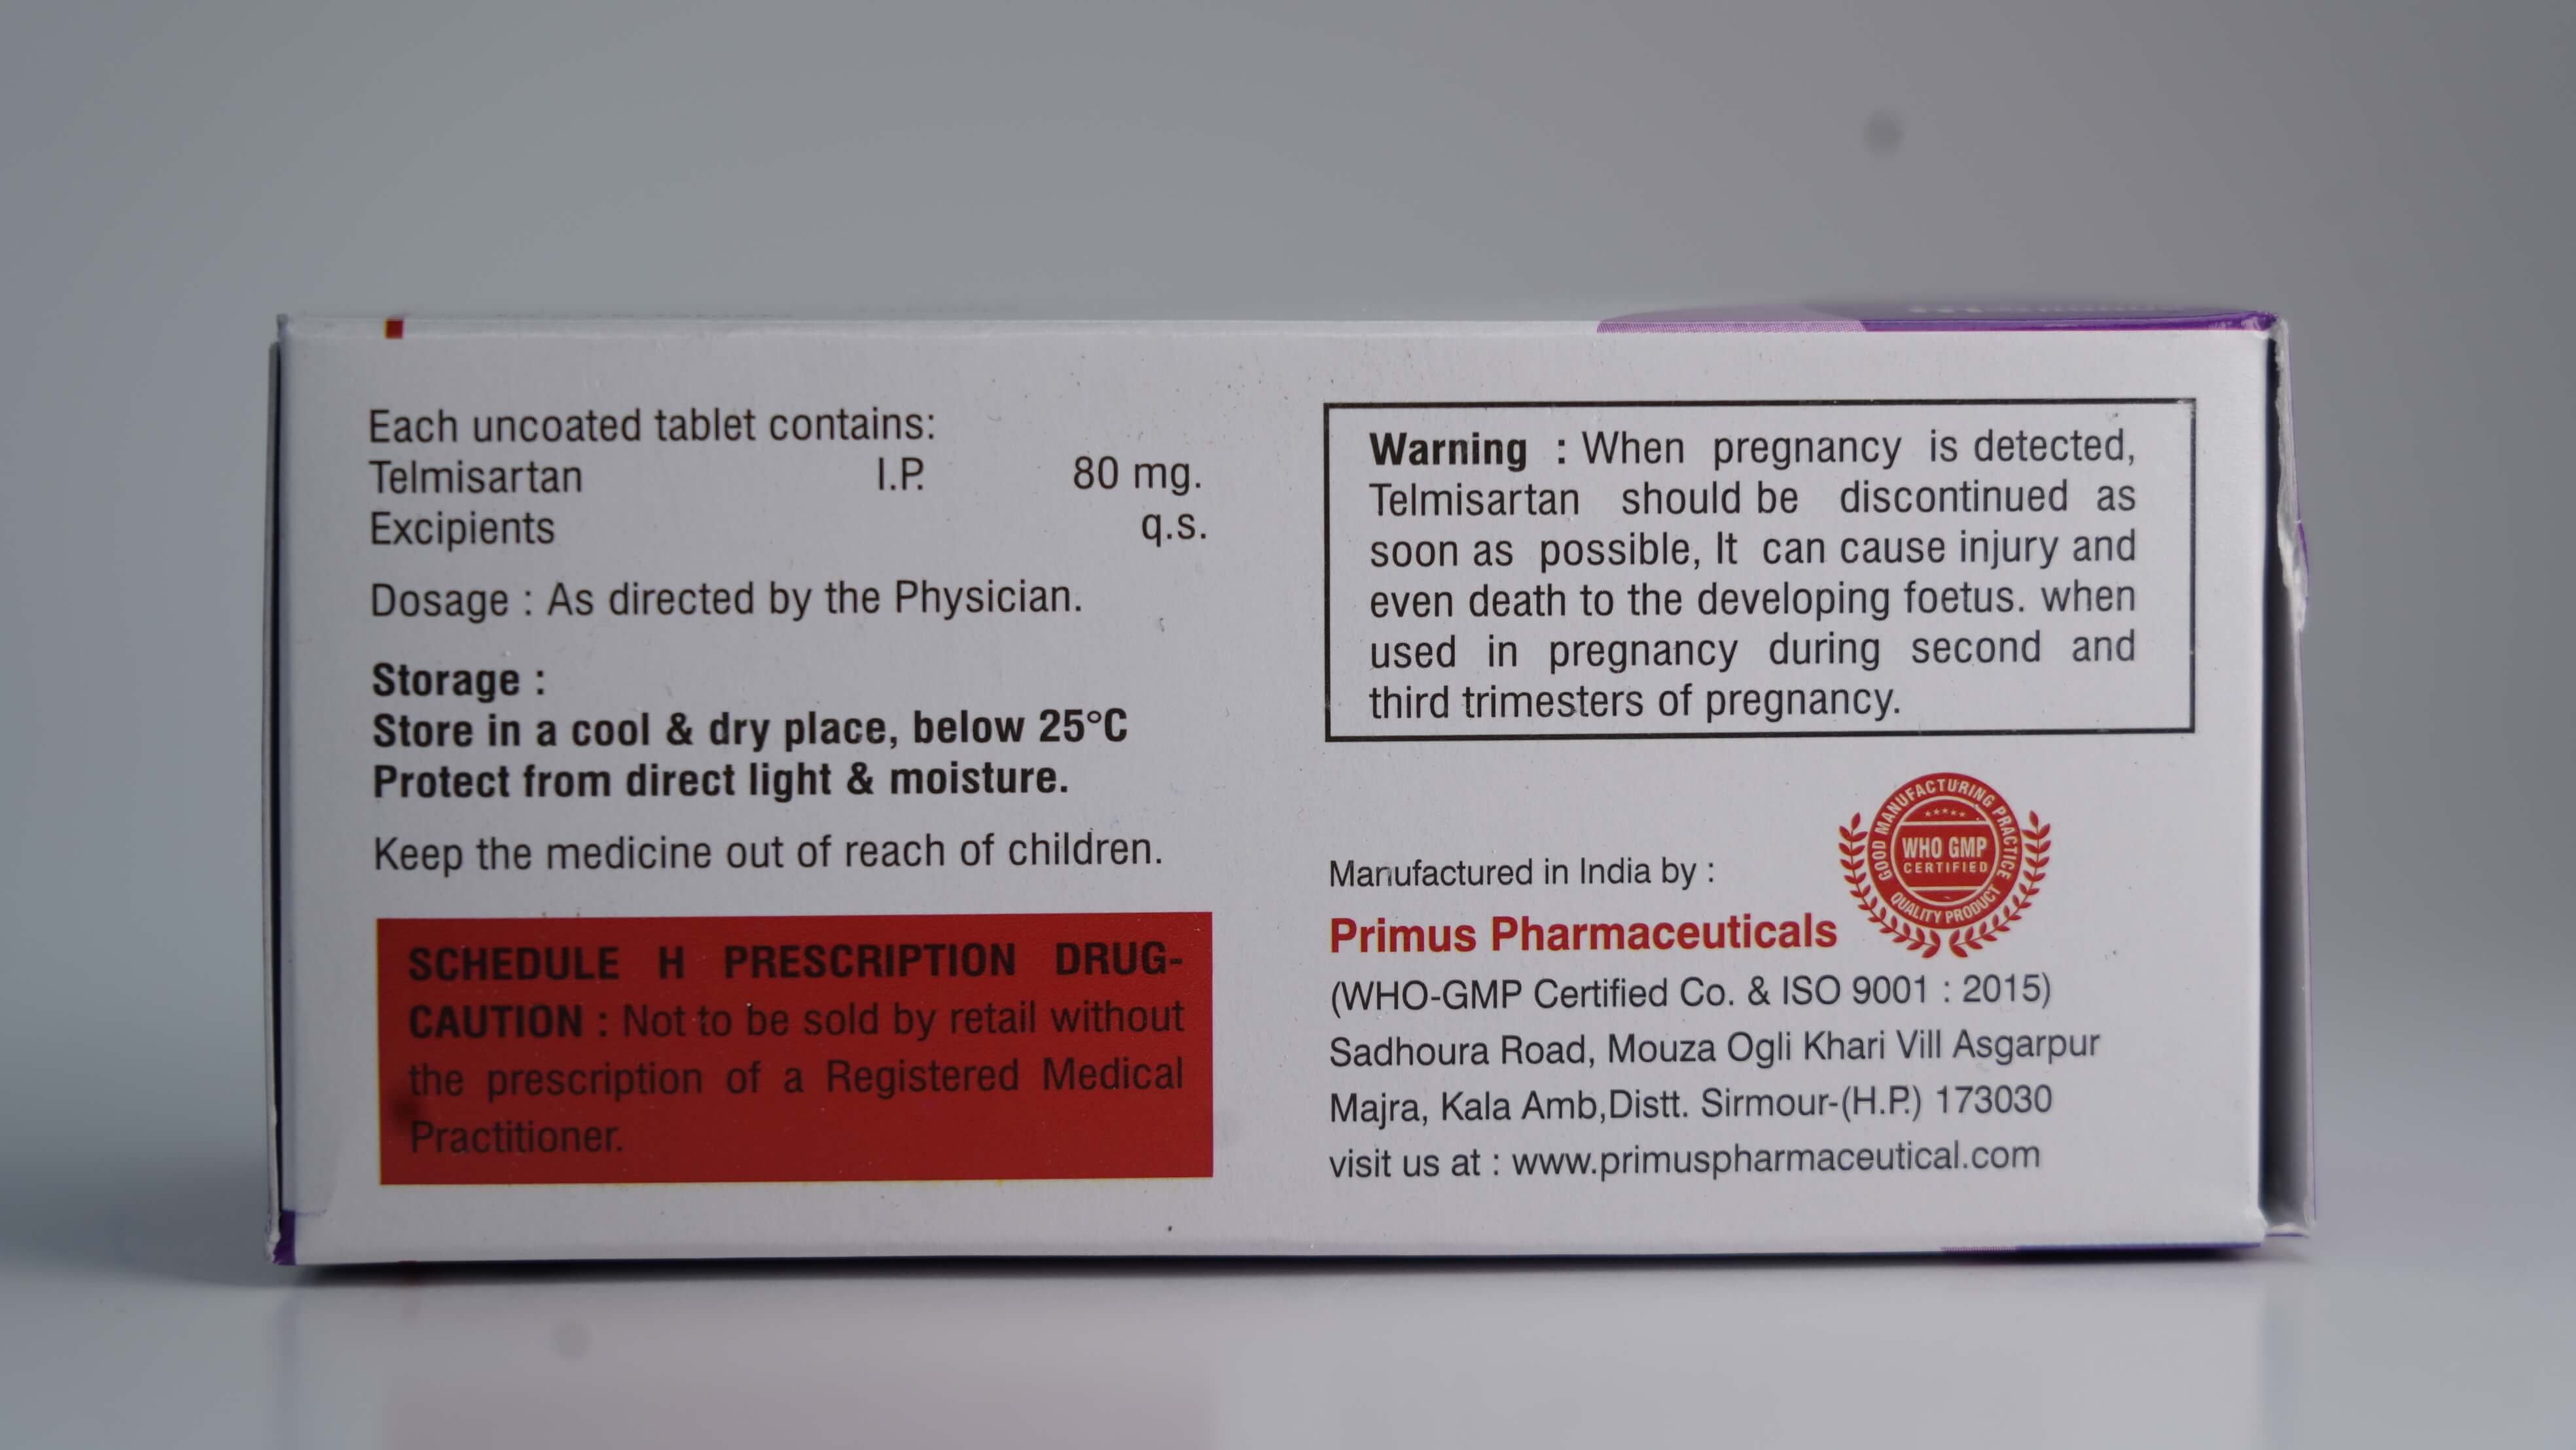 Each uncoated tablet contains:
Telmisartan I.P. 80 mg.
Excipients q.s.
Dosage : As directed by the Physician.
Storage :
Store in a cool & dry place, below 25°C
Protect from direct light & moisture.
Keep the medicine out of reach of children.
SCHEDULE H PRESCRIPTION DRUG-
CAUTION : Not to be sold by retail without
the prescription of a Registered Medical
Practitioner.
Warning : When pregnancy is detected,
Telmisartan should be discontinued as
soon as possible, It can cause injury and
even death to the developing foetus. when
used in pregnancy during second and
third trimesters of pregnancy.
GOOD MANUFACTURING PRACTICE
WHO GMP
CERTIFIED
QUALITY PRODUCT
Manufactured in India by :
Primus Pharmaceuticals
(WHO-GMP Certified Co. & ISO 9001 : 2015)
Sadhoura Road, Mouza Ogli Khari Vill Asgarpur
Majra, Kala Amb,Distt. Sirmour-(H.P.) 173030
visit us at : www.primuspharmaceutical.com